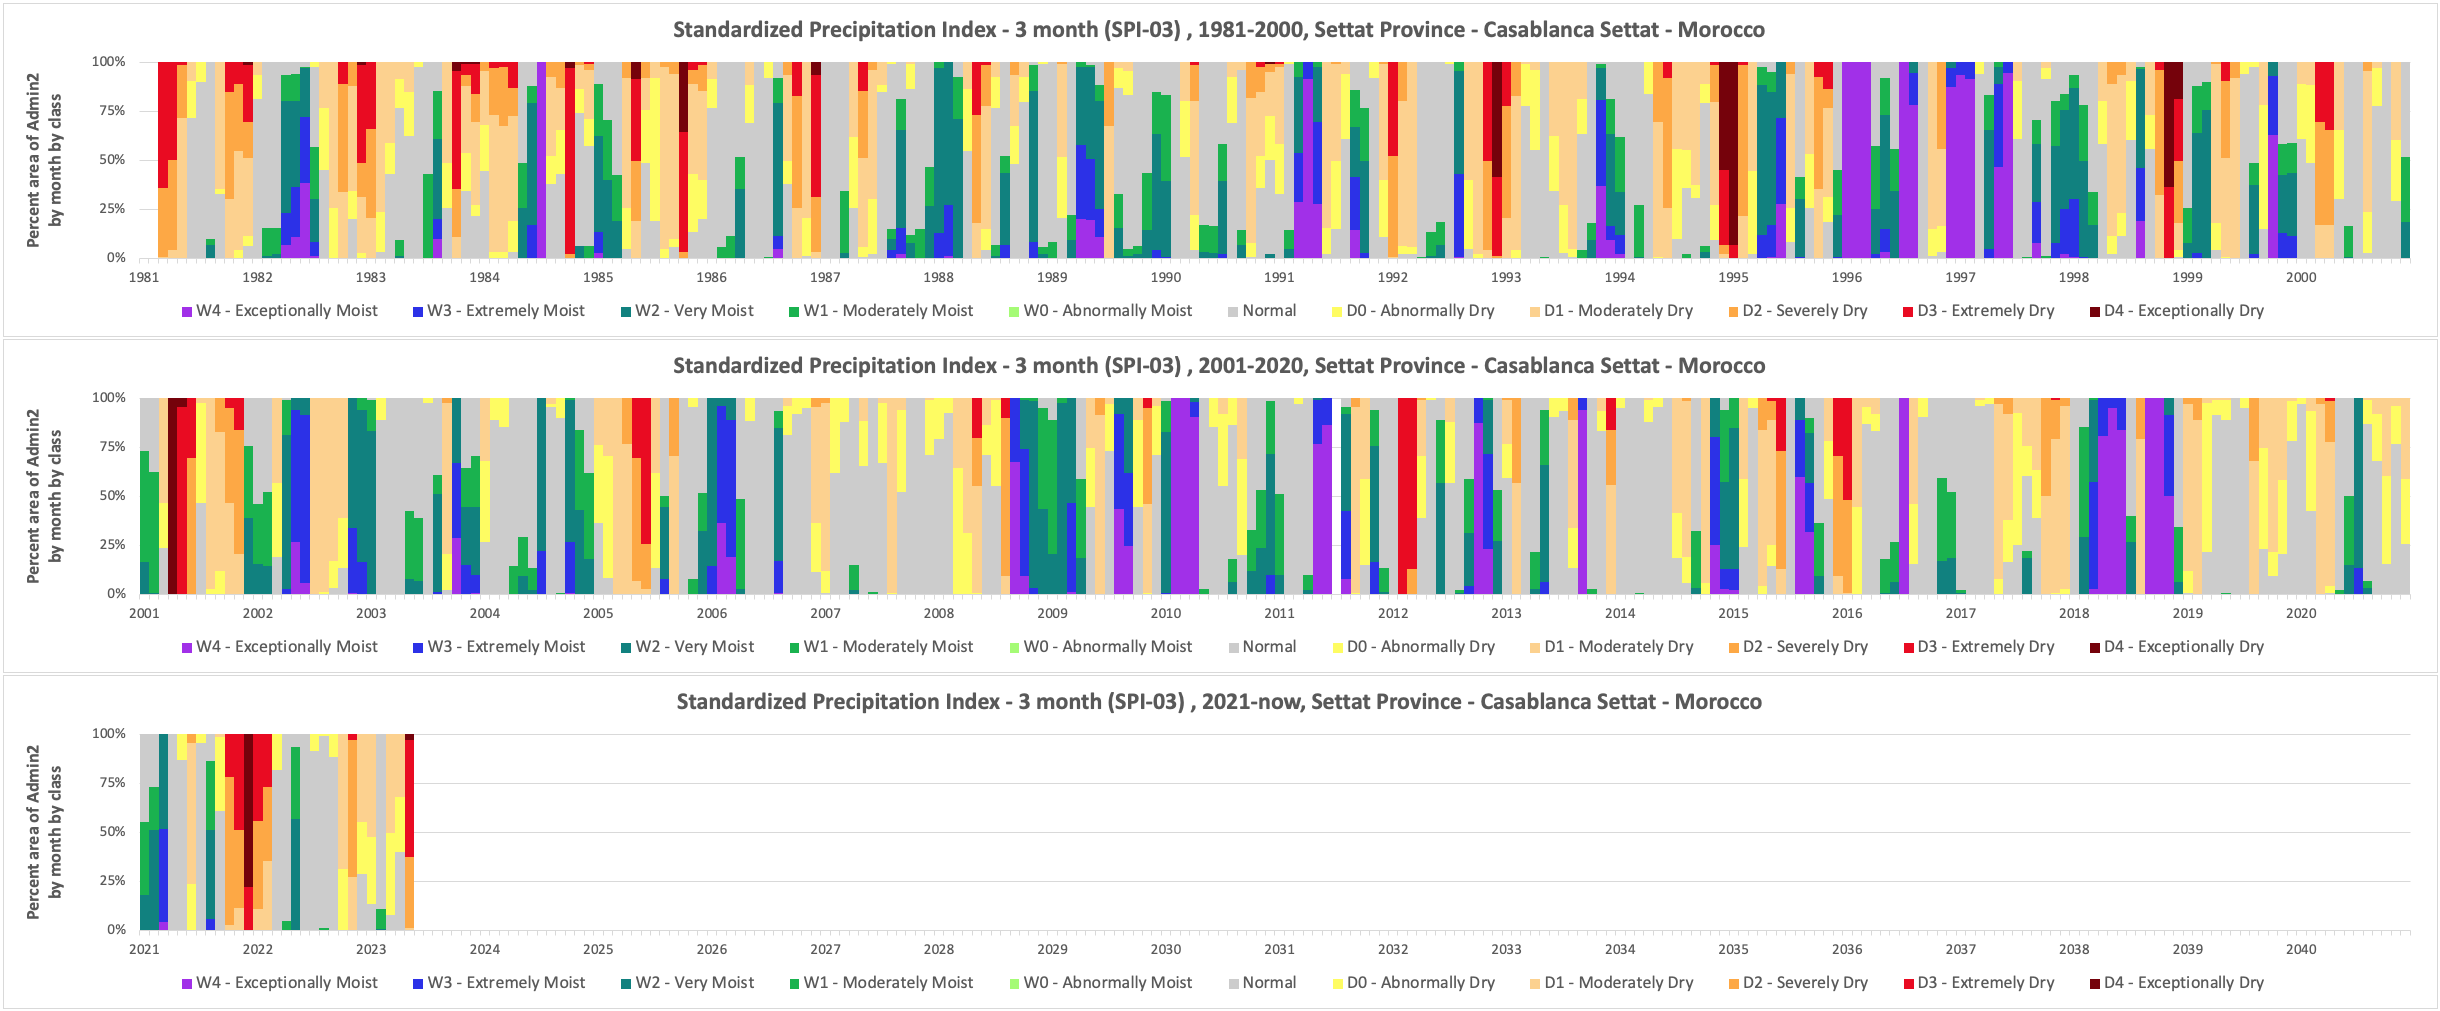 Standardized Precipitation Index - 3 month (SPI-03) , 1981-2000, Settat Province - Casablanca Settat - Morocco
Percent area of Admin2
by month by class
100%
75%
50%
25%
0%
1981 1982 1983 1984 1985 1986 1987 1988 1989 1990 1991 1992 1993 1994 1995 1996 1997 1998 1999 2000
W4 - Exceptionally Moist W3 - Extremely Moist W2 - Very Moist W1 - Moderately Moist W0 - Abnormally Moist Normal D0 - Abnormally Dry D1 - Moderately Dry D2 - Severely Dry D3 - Extremely Dry D4 - Exceptionally Dry
Standardized Precipitation Index - 3 month (SPI-03) , 2001-2020, Settat Province - Casablanca Settat - Morocco
Percent area of Admin2
by month by class
100%
75%
50%
25%
0%
2001 2002 2003 2004 2005 2006 2007 2008 2009 2010 2011 2012 2013 2014 2015 2016 2017 2018 2019 2020
W4 - Exceptionally Moist W3 - Extremely Moist W2 - Very Moist W1 - Moderately Moist W0 - Abnormally Moist Normal D0 - Abnormally Dry D1 - Moderately Dry D2 - Severely Dry D3 - Extremely Dry D4 - Exceptionally Dry
Standardized Precipitation Index - 3 month (SPI-03) , 2021-now, Settat Province - Casablanca Settat - Morocco
Percent area of Admin2
by month by class
100%
75%
50%
25%
0%
2021 2022 2023 2024 2025 2026 2027 2028 2029 2030 2031 2032 2033 2034 2035 2036 2037 2038 2039 2040
W4 - Exceptionally Moist W3 - Extremely Moist W2 - Very Moist W1 - Moderately Moist W0 - Abnormally Moist Normal D0 - Abnormally Dry D1 - Moderately Dry D2 - Severely Dry D3 - Extremely Dry D4 - Exceptionally Dry